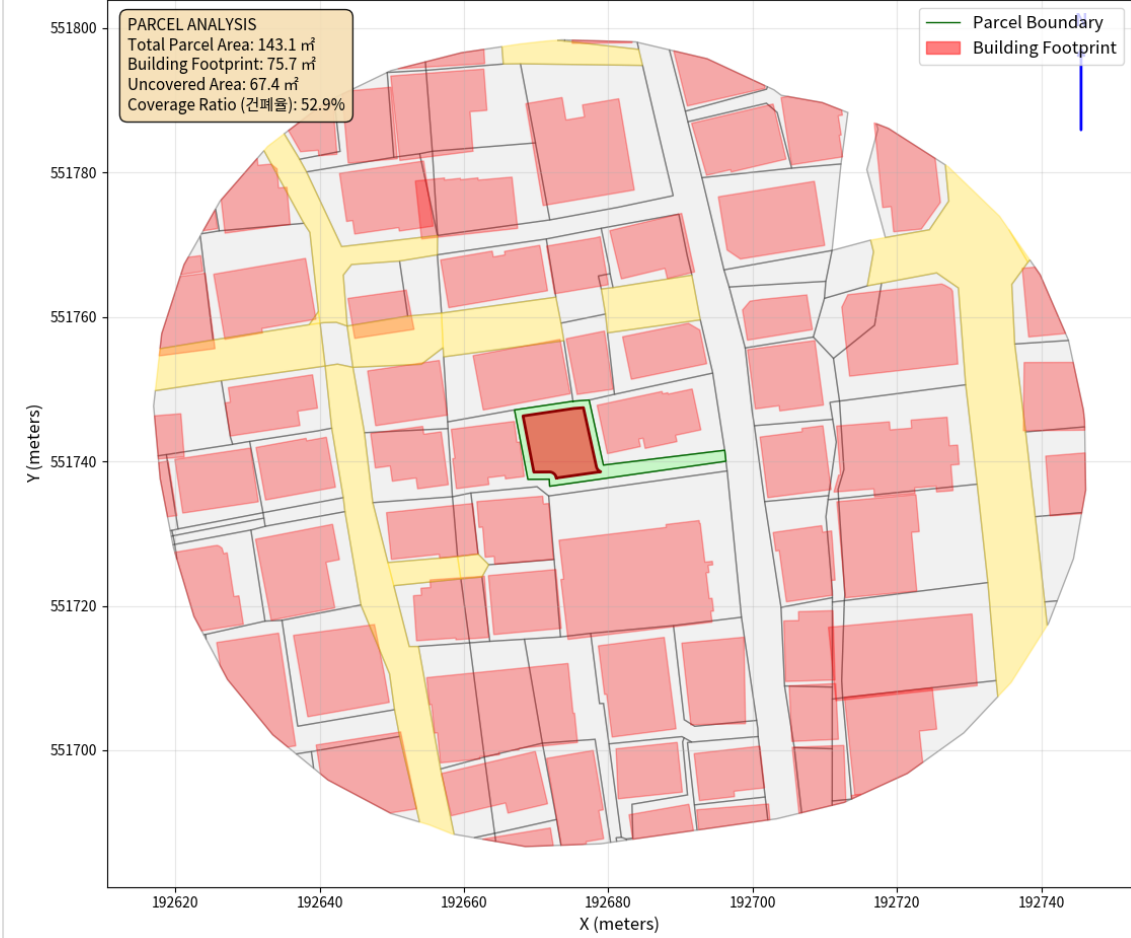 PARCEL ANALYSIS
Total Parcel Area: 143.1 ㎡
Building Footprint: 75.7 ㎡
Uncovered Area: 67.4 ㎡
Coverage Ratio (건폐율): 52.9%
Parcel Boundary
Building Footprint
N
551800
551780
551760
551740
551720
551700
Y (meters)
192620
192640
192660
192680
192700
192720
192740
X (meters)